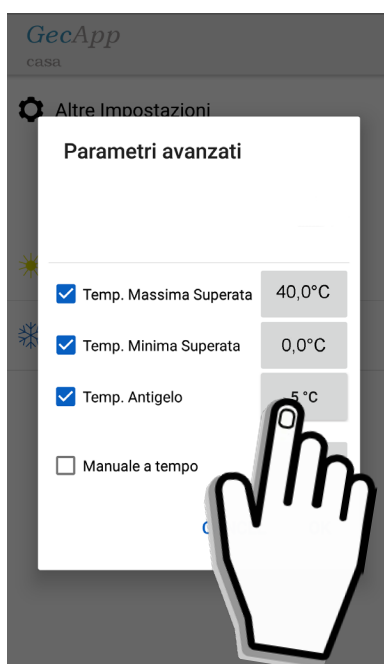 GecApp
casa
Altre Impostazioni
Parametri avanzati
Temp. Massima Superata 40,0°C
Temp. Minima Superata 0,0°C
Temp. Antigelo 5 °C
Manuale a tempo